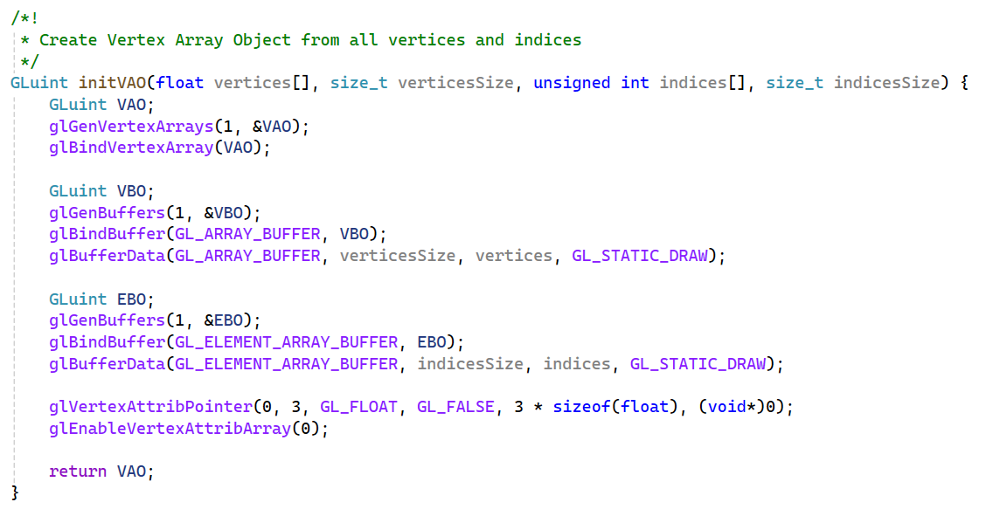 /*!
 * Create Vertex Array Object from all vertices and indices
 */
GLuint initVAO(float vertices[], size_t verticesSize, unsigned int indices[], size_t indicesSize) {
    GLuint VAO;
    glGenVertexArrays(1, &VAO);
    glBindVertexArray(VAO);

    GLuint VBO;
    glGenBuffers(1, &VBO);
    glBindBuffer(GL_ARRAY_BUFFER, VBO);
    glBufferData(GL_ARRAY_BUFFER, verticesSize, vertices, GL_STATIC_DRAW);

    GLuint EBO;
    glGenBuffers(1, &EBO);
    glBindBuffer(GL_ELEMENT_ARRAY_BUFFER, EBO);
    glBufferData(GL_ELEMENT_ARRAY_BUFFER, indicesSize, indices, GL_STATIC_DRAW);

    glVertexAttribPointer(0, 3, GL_FLOAT, GL_FALSE, 3 * sizeof(float), (void*)0);
    glEnableVertexAttribArray(0);

    return VAO;
}